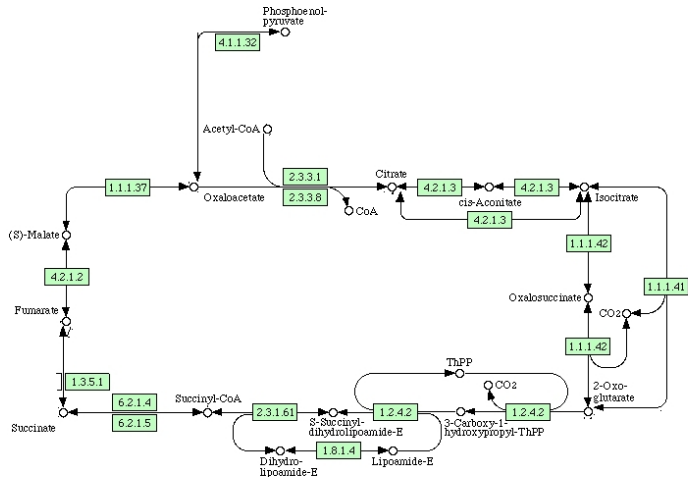 Phosphoenol-
pyruvate
4.1.1.32
Acetyl-CoA
1.1.1.37
Oxaloacetate
2.3.3.1
2.3.3.8
CoA
Citrate
4.2.1.3
cis-Aconitate
4.2.1.3
Isocitrate
4.2.1.3
(S)-Malate
1.1.1.42
4.2.1.2
1.1.1.41
Oxalosuccinate
CO2
Fumarate
1.1.1.42
ThPP
1.3.5.1
CO2
2-Oxo-
glutarate
6.2.1.4
Succinyl-CoA
Succinate
6.2.1.5
2.3.1.61
S-Succinyl-
dihydrolipoamide-E
1.2.4.2
3-Carboxy-1-
hydroxypropyl-ThPP
1.2.4.2
Dihydro-
lipoamide-E
1.8.1.4
Lipoamide-E